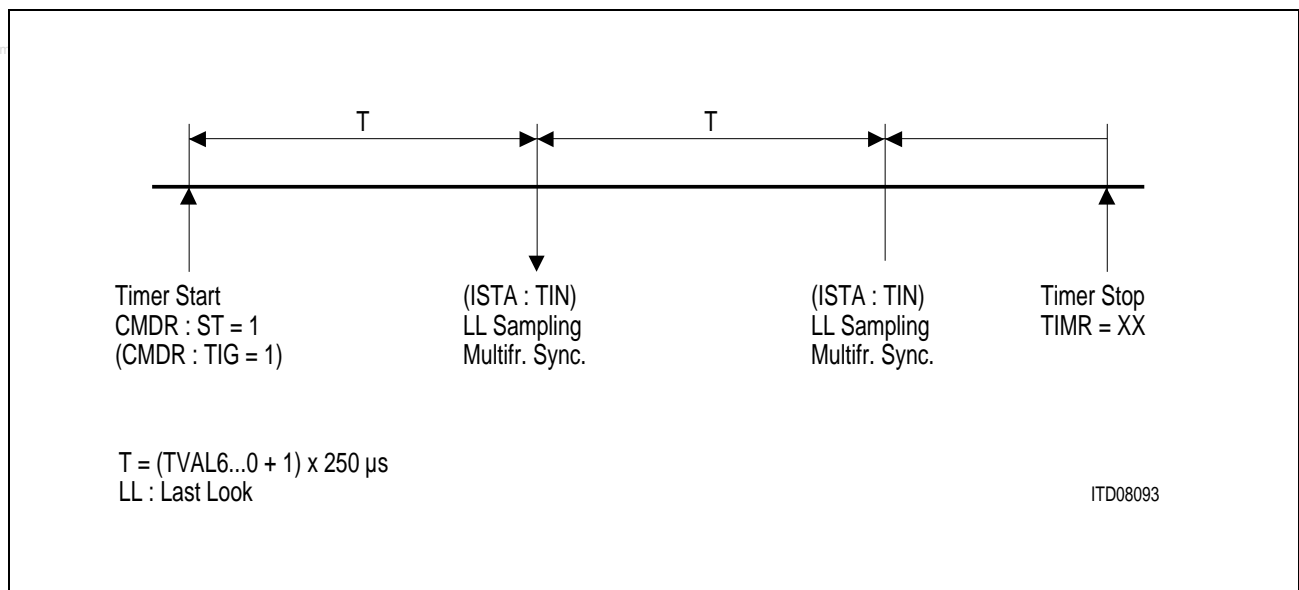 T T
Timer Start
CMDR : ST = 1
(CMDR : TIG = 1)
(ISTA : TIN)
LL Sampling
Multifr. Sync.
(ISTA : TIN)
LL Sampling
Multifr. Sync.
Timer Stop
TIMR = XX
T = (TVAL6...0 + 1) x 250 µs
LL : Last Look
ITD08093